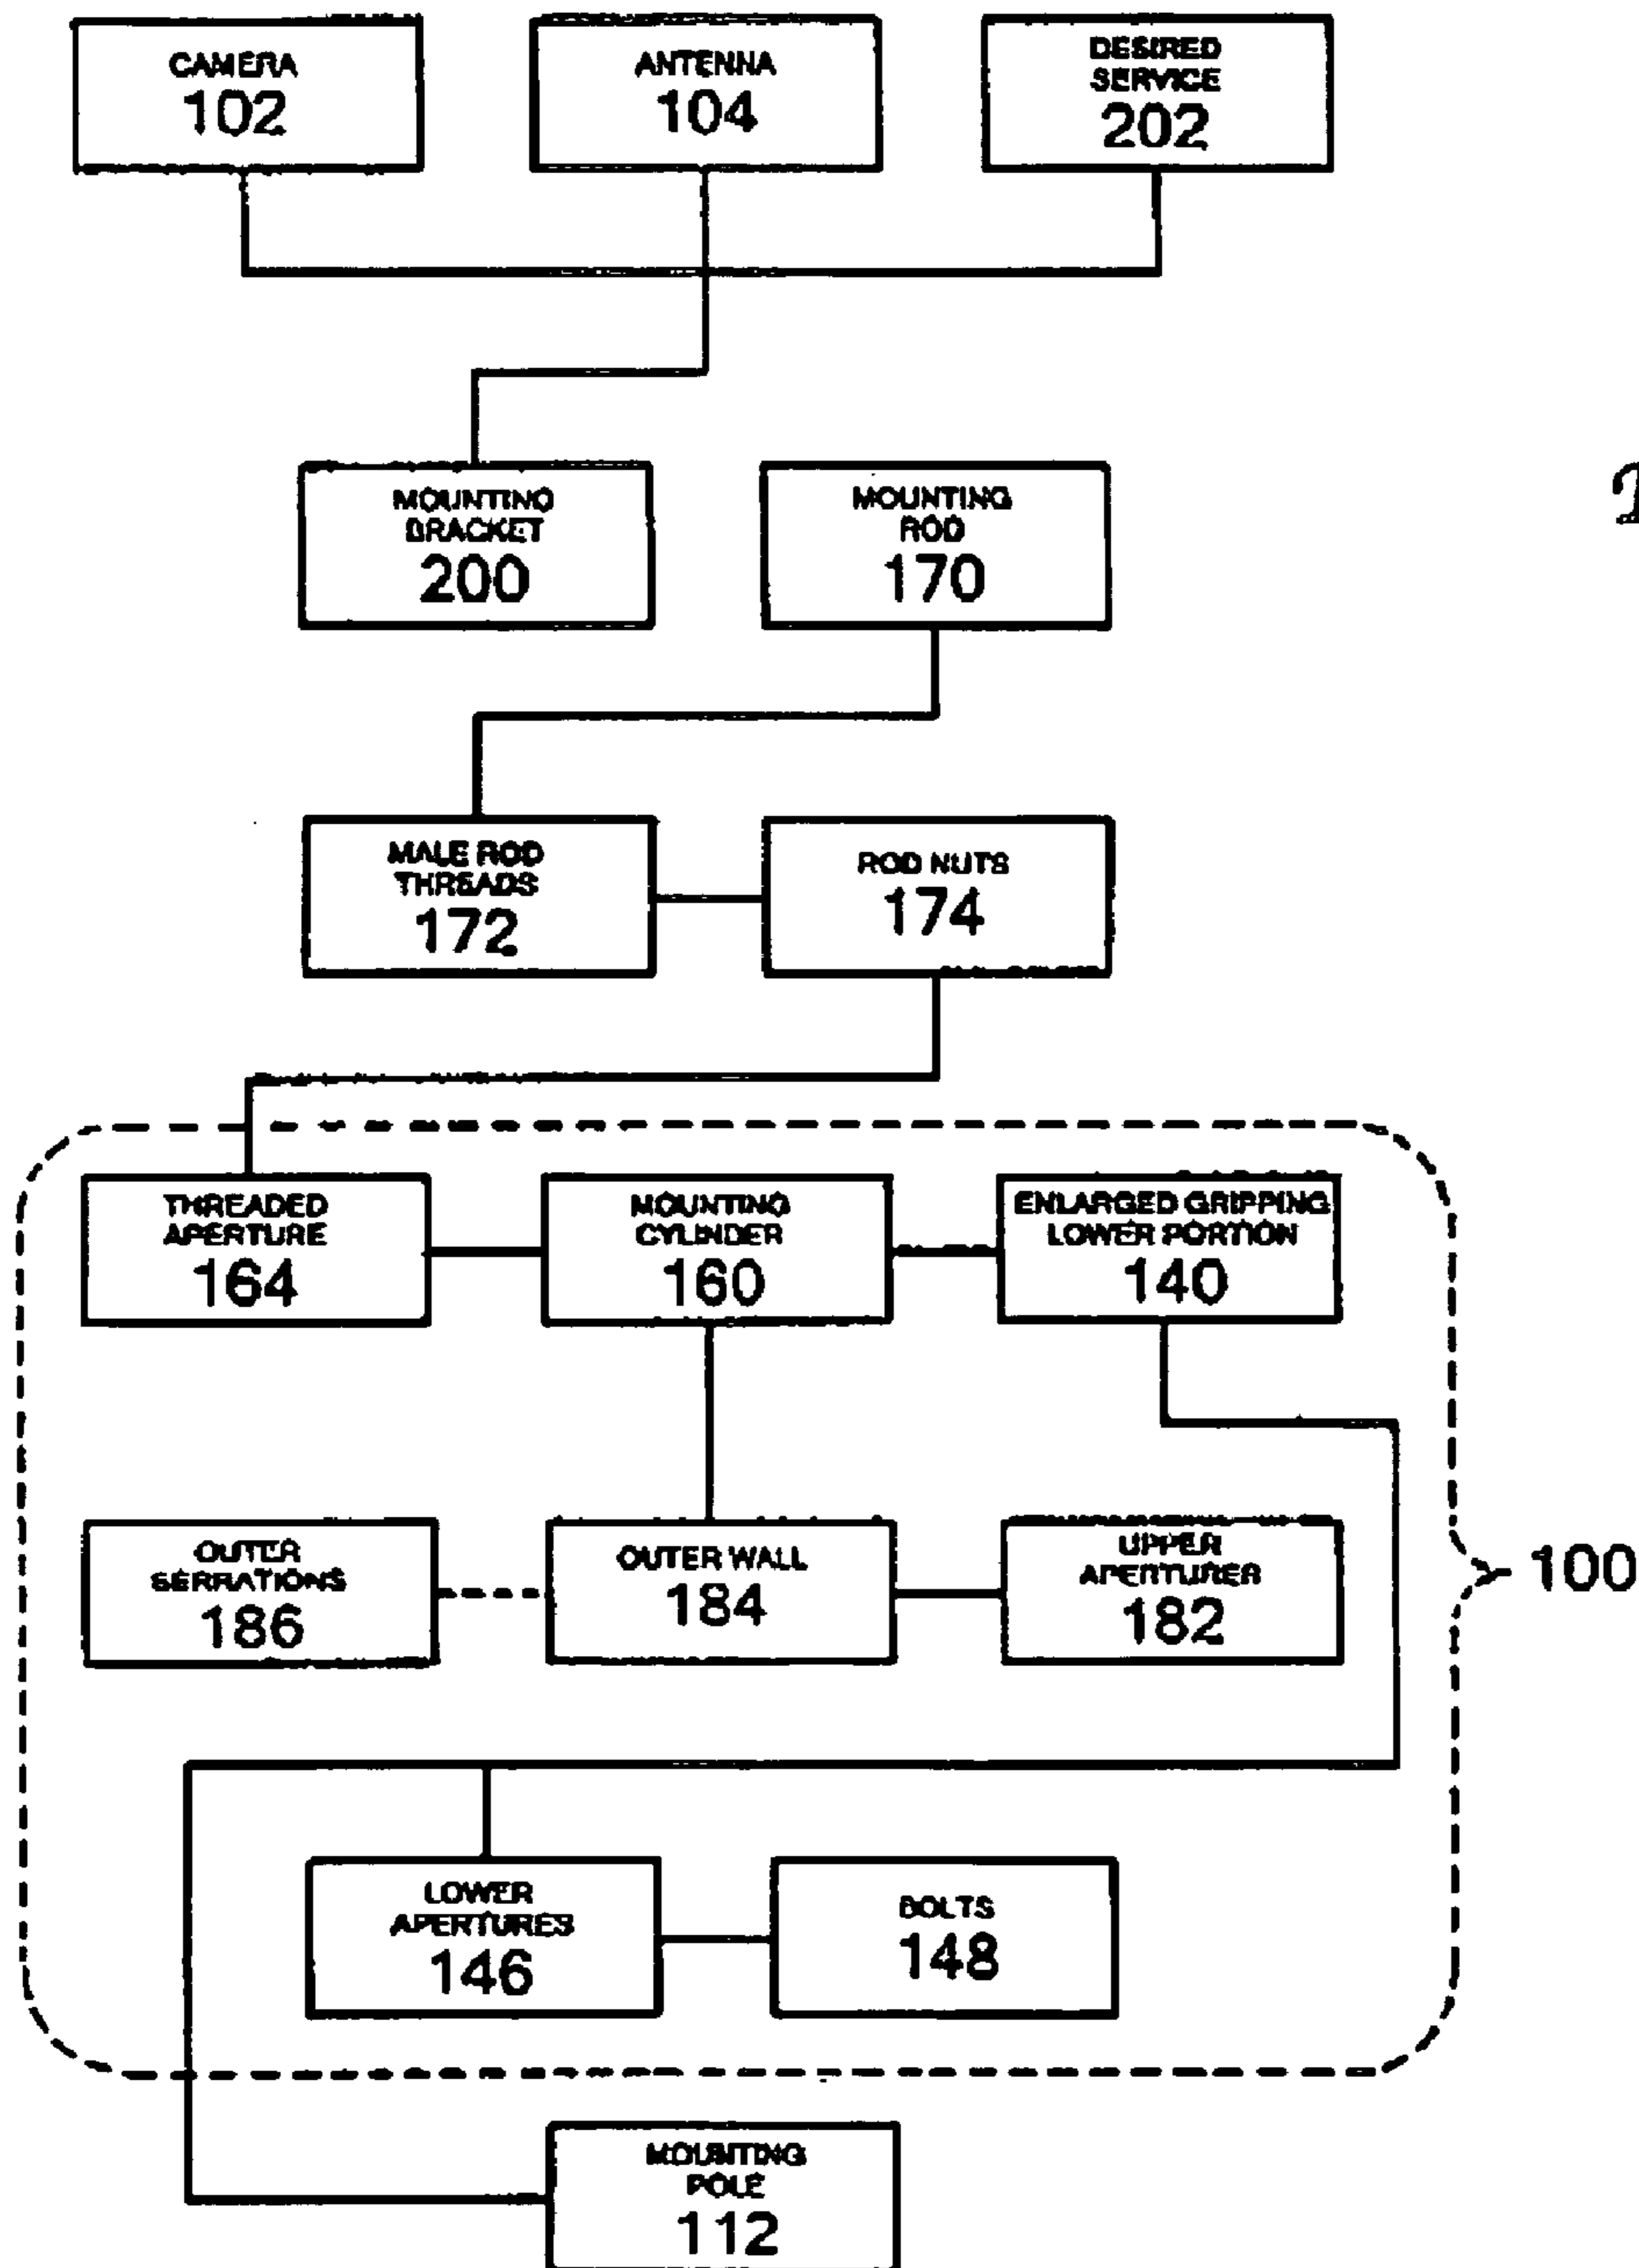 CAMERA
102
ANTENNA
104
DESIRED
SERVICE
202
MOUNTING
BRACKET
200
MOUNTING
ROD
170
MALE ROD
THREADS
172
ROD NUTS
174
THREADED
APERTURE
164
MOUNTING
CYLINDER
160
ENLARGED GRIPPING
LOWER PORTION
140
OUTER
SERRATIONS
186
OUTER WALL
184
UPPER
APERTURER
182
100
LOWER
APERTURES
146
BOLTS
148
MOUNTING
POLE
112